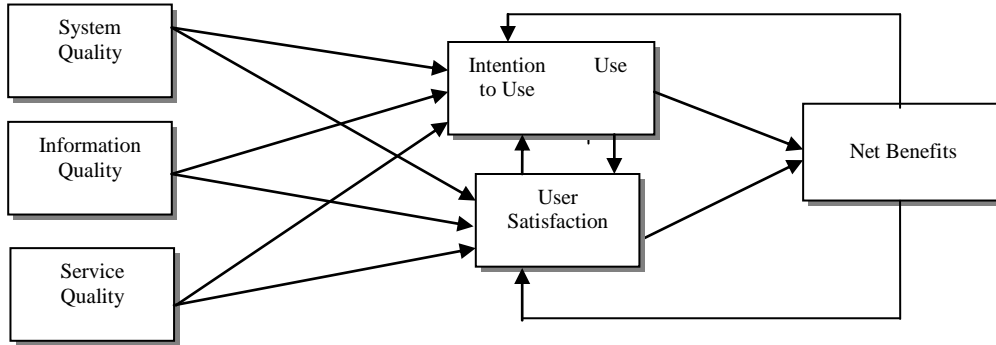 System
Quality
Intention Use
to Use
Information
Quality
Net Benefits
User
Satisfaction
Service
Quality